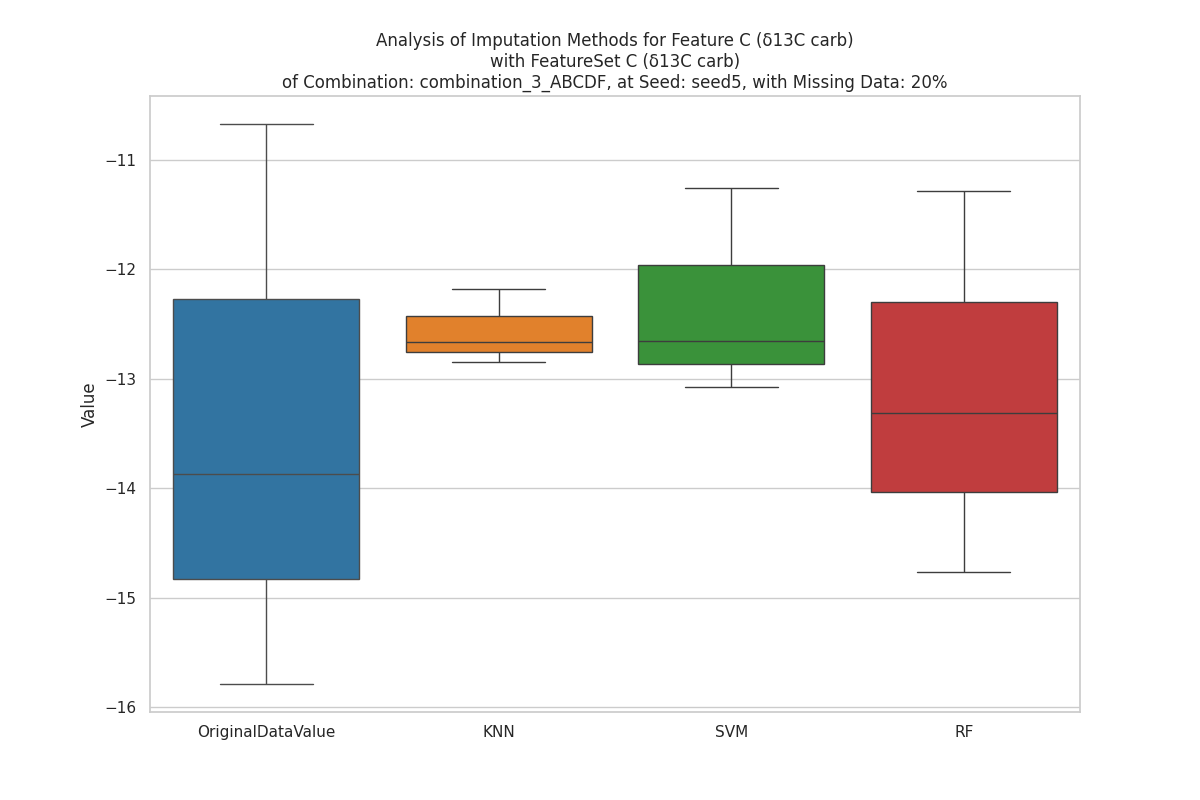 Analysis of Imputation Methods for Feature C (δ13C carb)
with FeatureSet C (δ13C carb)
of Combination: combination_3_ABCDF, at Seed: seed5, with Missing Data: 20%
Value
−11
−12
−13
−14
−15
−16
OriginalDataValue
KNN
SVM
RF